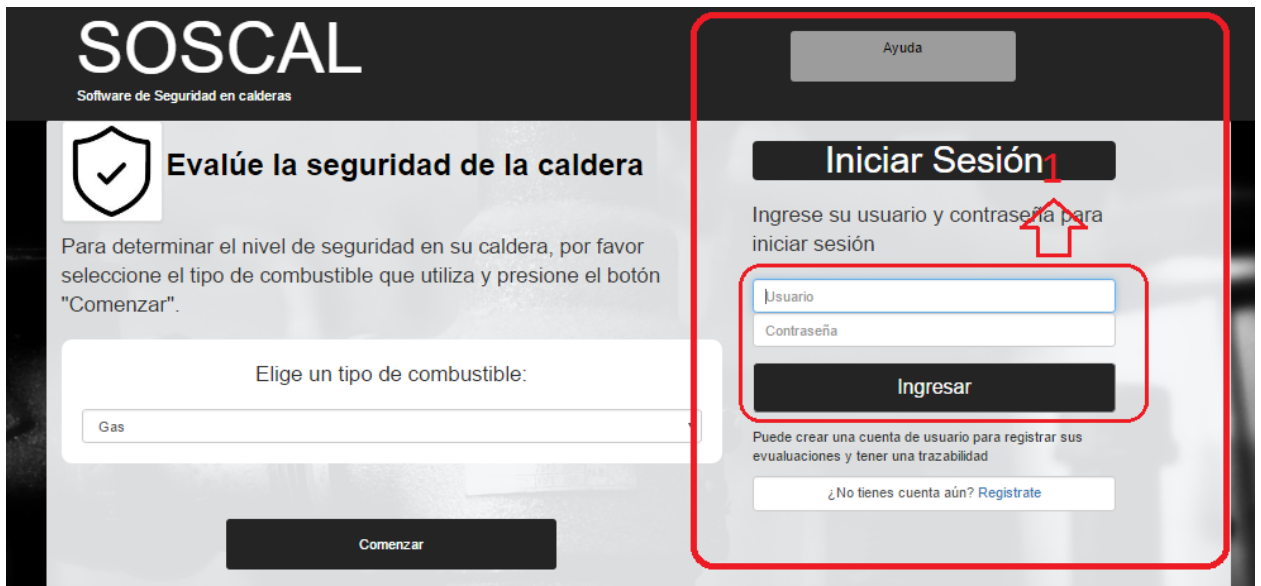 SOSCAL
Software de Seguridad en calderas
Ayuda
Evalúe la seguridad de la caldera
Para determinar el nivel de seguridad en su caldera, por favor
seleccione el tipo de combustible que utiliza y presione el botón
"Comenzar".
Elige un tipo de combustible:
Gas
Comenzar
Iniciar Sesión
1
Ingrese su usuario y contraseña para
iniciar sesión
Usuario
Contraseña
Ingresar
Puede crear una cuenta de usuario para registrar sus
evualuaciones y tener una trazabilidad
¿No tienes cuenta aún? Registrate